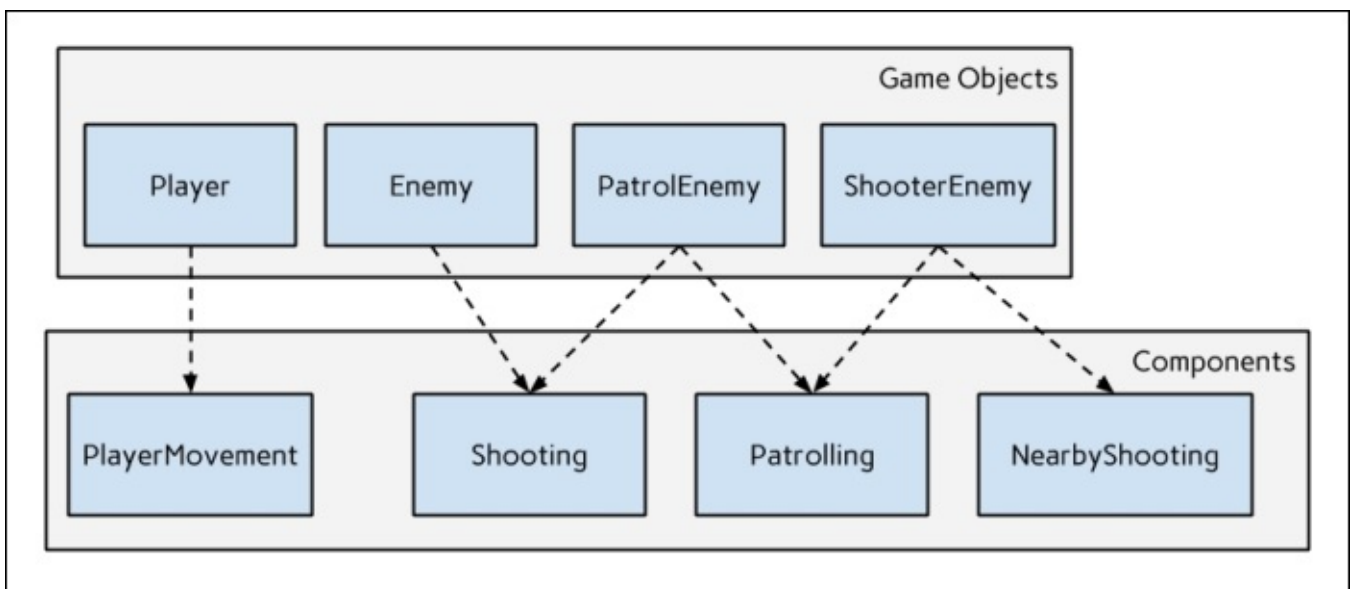 Game Objects
Player
Enemy
PatrolEnemy
ShooterEnemy
Components
PlayerMovement
Shooting
Patrolling
NearbyShooting